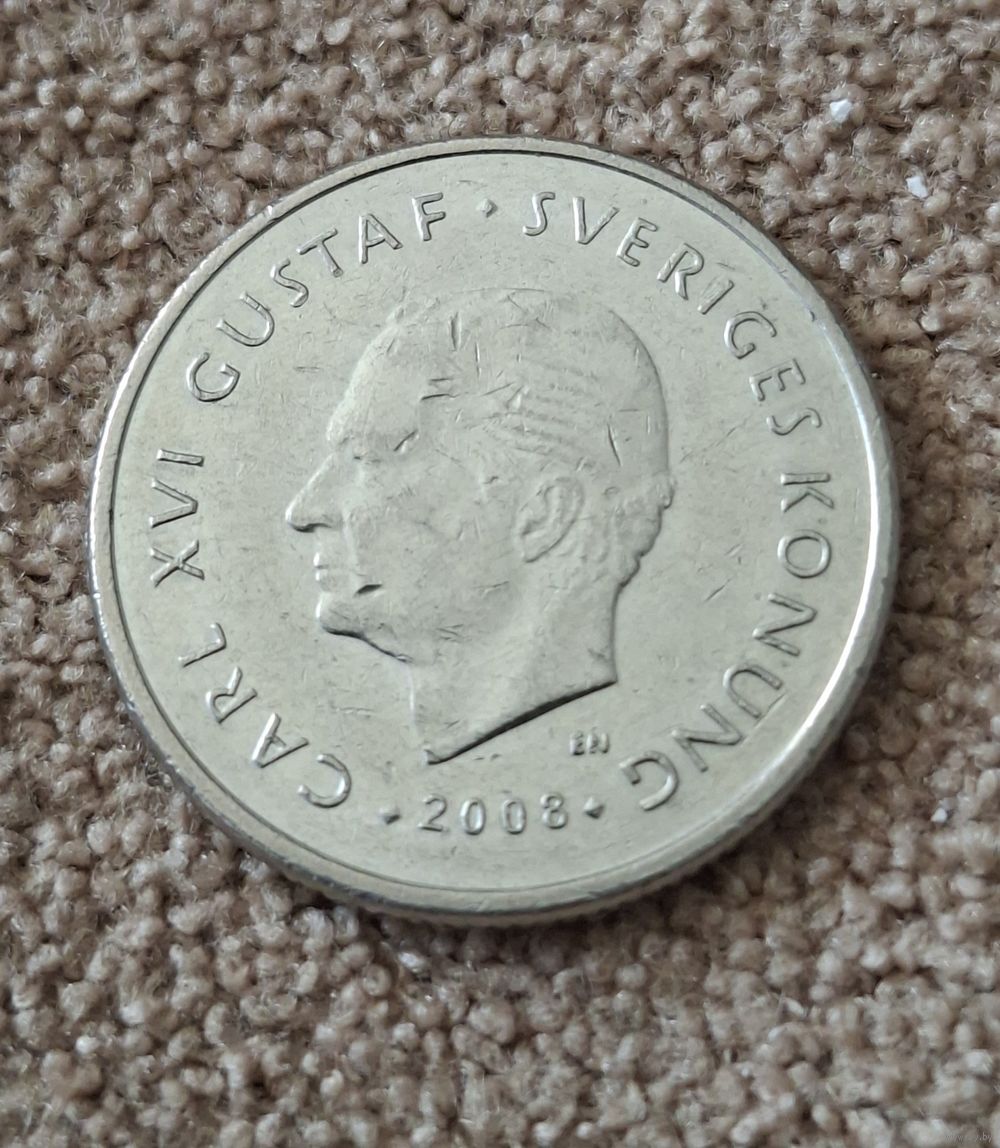 CARL XVI GUSTAF · SVERIGES KONUNG
· 2008 ·
EN